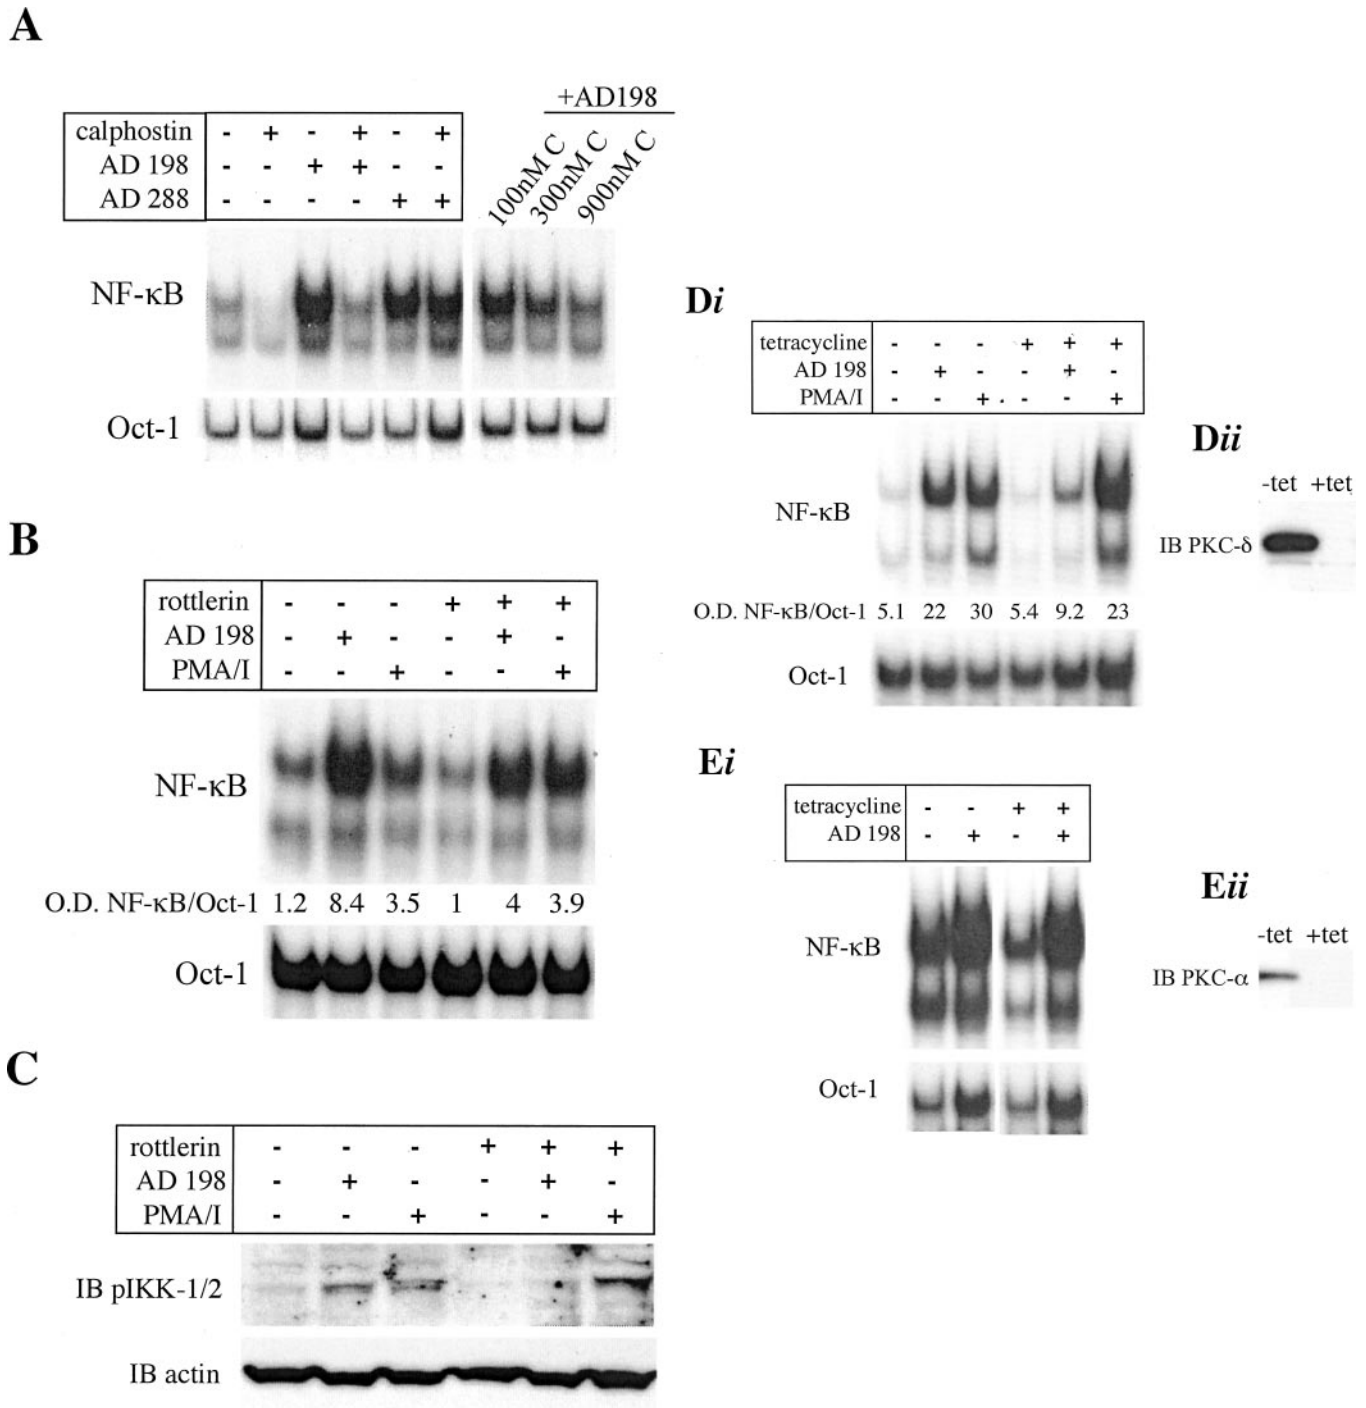 A
+AD198
calphostin - + - + - +
AD 198 - - + + - -
AD 288 - - - - + +
100nM C
300nM C
900nM C
NF-κB
Oct-1
B
rottlerin - - - + + +
AD 198 - + - - + -
PMA/I - - + - - +
NF-κB
O.D. NF-κB/Oct-1 1.2 8.4 3.5 1 4 3.9
Oct-1
C
rottlerin - - - + + +
AD 198 - + - - + -
PMA/I - - + - - +
IB pIKK-1/2
IB actin
Di
tetracycline - - - + + +
AD 198 - + - - + -
PMA/I - - + - - +
NF-κB
O.D. NF-κB/Oct-1 5.1 22 30 5.4 9.2 23
Oct-1
Dii
-tet +tet
IB PKC-δ
Ei
tetracycline - - + +
AD 198 - + - +
NF-κB
Oct-1
Eii
-tet +tet
IB PKC-α